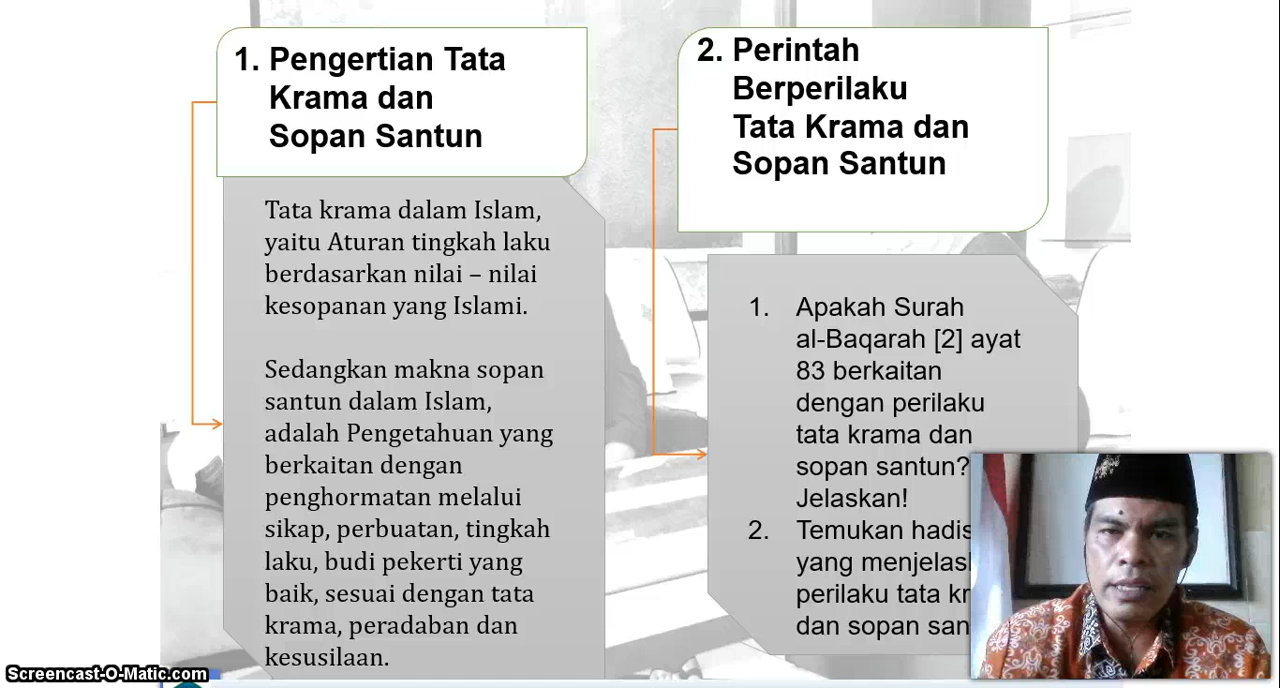 1. Pengertian Tata
Krama dan
Sopan Santun
Tata krama dalam Islam,
yaitu Aturan tingkah laku
berdasarkan nilai – nilai
kesopanan yang Islami.
Sedangkan makna sopan
santun dalam Islam,
adalah Pengetahuan yang
berkaitan dengan
penghormatan melalui
sikap, perbuatan, tingkah
laku, budi pekerti yang
baik, sesuai dengan tata
krama, peradaban dan
kesusilaan.
2. Perintah
Berperilaku
Tata Krama dan
Sopan Santun
1. Apakah Surah
al-Baqarah [2] ayat
83 berkaitan
dengan perilaku
tata krama dan
sopan santun?
Jelaskan!
2. Temukan hadis
yang
perilaku tata
dan sopan
Screencast-O-Matic.com